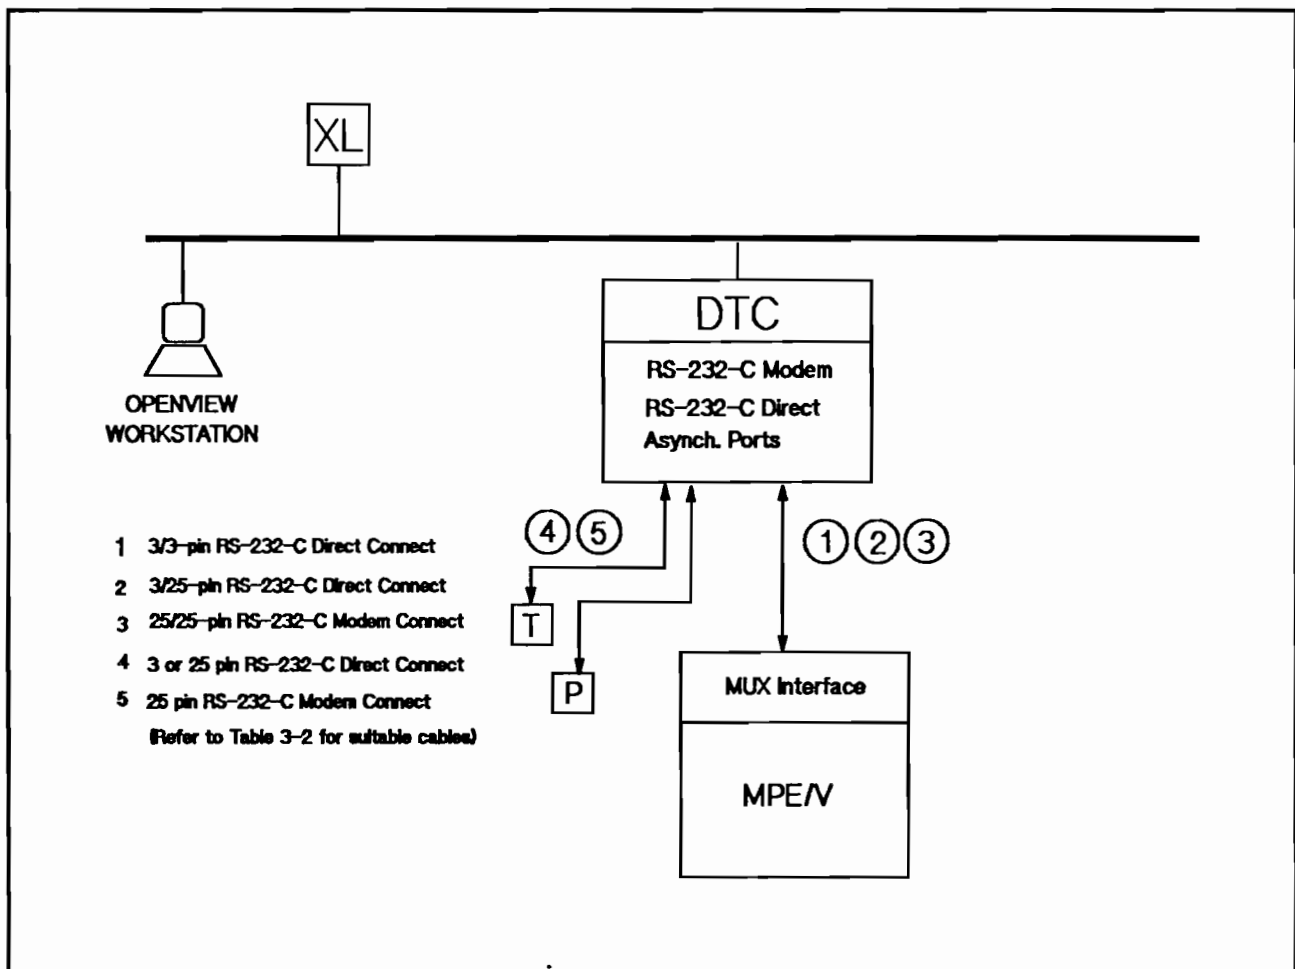 XL
DTC
RS-232-C Modem
RS-232-C Direct
Asynch. Ports
OPENVIEW
WORKSTATION
4 5
1 2 3
1 3/3-pin RS-232-C Direct Connect
2 3/25-pin RS-232-C Direct Connect
3 25/25-pin RS-232-C Modem Connect
4 3 or 25 pin RS-232-C Direct Connect
5 25 pin RS-232-C Modem Connect
(Refer to Table 3-2 for suitable cables)
T
P
MUX Interface
MPE/V